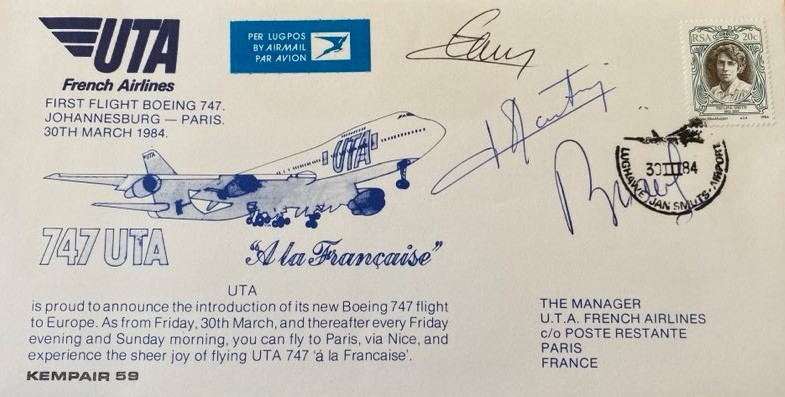 UTA
French Airlines
FIRST FLIGHT BOEING 747.
JOHANNESBURG — PARIS.
30TH MARCH 1984.
PER LUGPOS
BY AIRMAIL
PAR AVION
RSA 20c
30 III 84
LUGHAWE JAN SMUTS AIRPORT
UTA
UTA
747 UTA
"A la Française"
UTA
is proud to announce the introduction of its new Boeing 747 flight
to Europe. As from Friday, 30th March, and thereafter every Friday
evening and Sunday morning, you can fly to Paris, via Nice, and
experience the sheer joy of flying UTA 747 'á la Francaise'.
KEMPAIR 59
THE MANAGER
U.T.A. FRENCH AIRLINES
c/o POSTE RESTANTE
PARIS
FRANCE